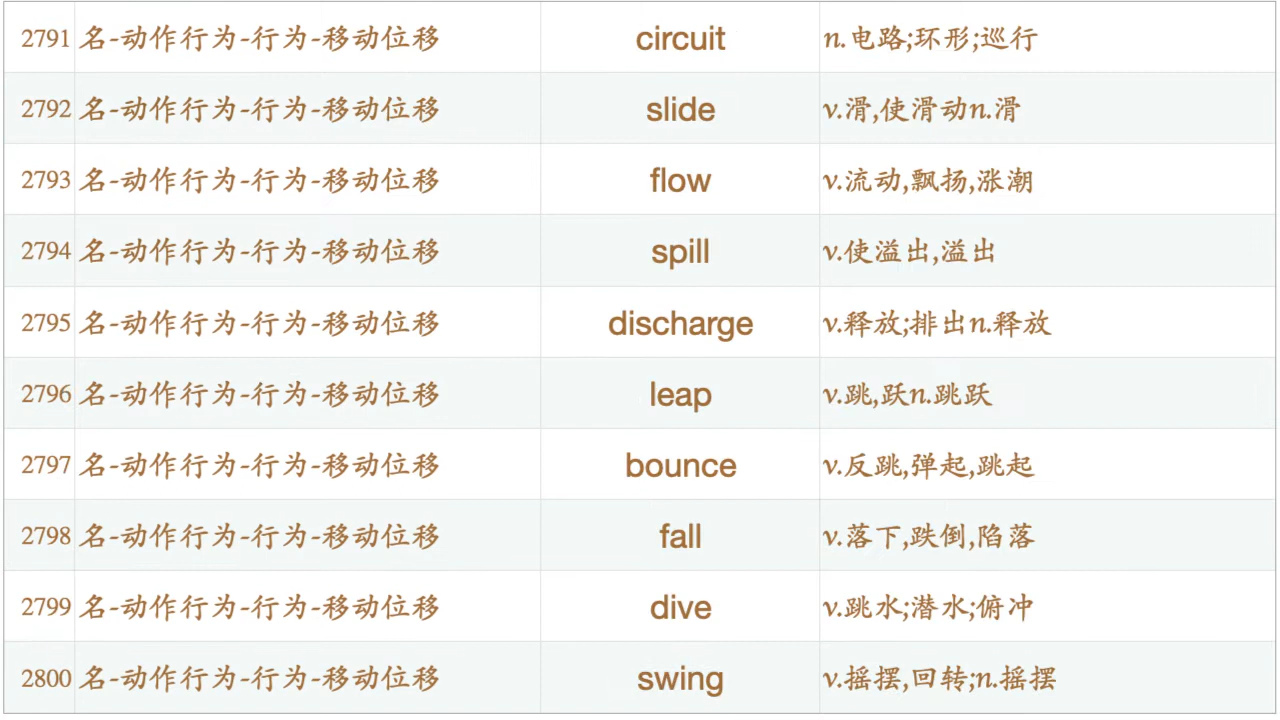 2791 名-动作行为-行为-移动位移 circuit n.电路;环形;巡行
2792 名-动作行为-行为-移动位移 slide v.滑,使滑动n.滑
2793 名-动作行为-行为-移动位移 flow v.流动,飘扬,涨潮
2794 名-动作行为-行为-移动位移 spill v.使溢出,溢出
2795 名-动作行为-行为-移动位移 discharge v.释放;排出n.释放
2796 名-动作行为-行为-移动位移 leap v.跳,跃n.跳跃
2797 名-动作行为-行为-移动位移 bounce v.反跳,弹起,跳起
2798 名-动作行为-行为-移动位移 fall v.落下,跌倒,陷落
2799 名-动作行为-行为-移动位移 dive v.跳水;潜水;俯冲
2800 名-动作行为-行为-移动位移 swing v.摇摆,回转;n.摇摆